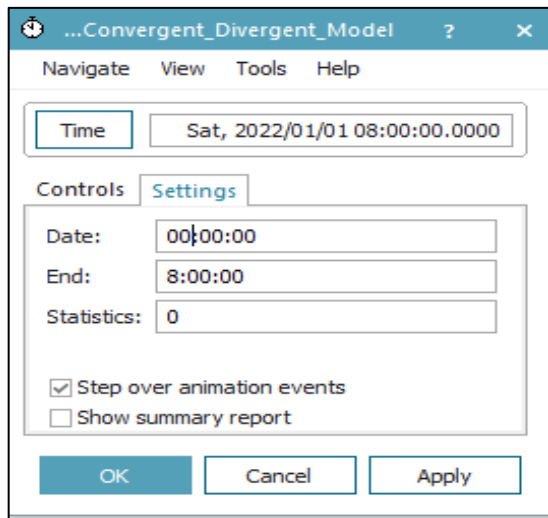 ...Convergent_Divergent_Model ? ×
Navigate View Tools Help
Time Sat, 2022/01/01 08:00:00.0000
Controls Settings
Date: 00:00:00
End: 8:00:00
Statistics: 0
Step over animation events
Show summary report
OK Cancel Apply